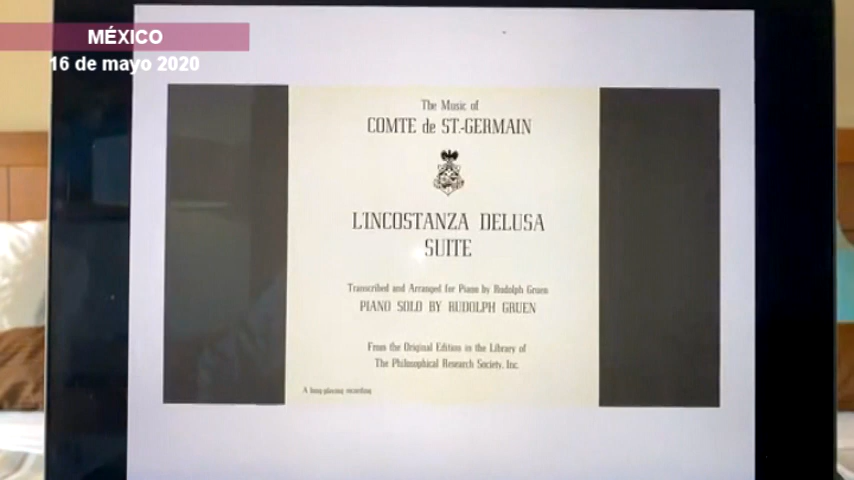 MÉXICO
16 de mayo 2020
The Music of
COMTE de ST.-GERMAIN
L'INCOSTANZA DELUSA
SUITE
Transcribed and Arranged for Piano by Rudolph Gruen
PIANO SOLO BY RUDOLPH GRUEN
From the Original Edition in the Library of
The Philosophical Research Society, Inc.
A long-playing recording